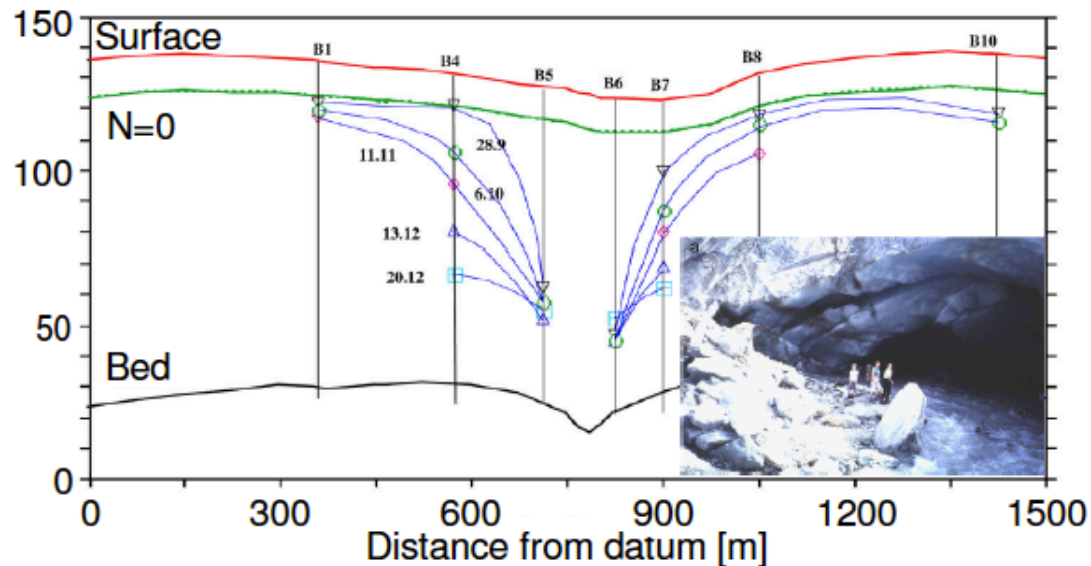 150
Surface
B1
B4
B5
B6
B7
B8
B10
N=0
100
28.9
11.11
6.10
13.12
20.12
50
Bed
a
0
0
300
600
900
1200
1500
Distance from datum [m]